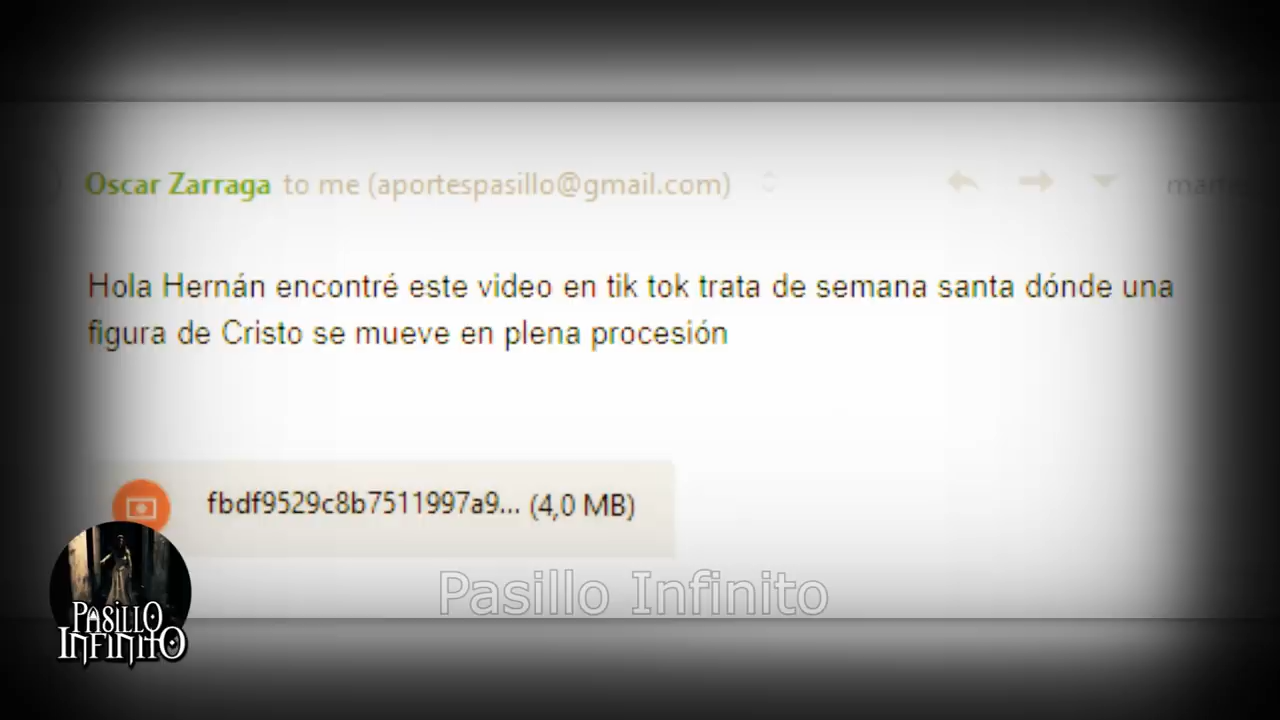 Oscar Zarraga to me (aportespasillo@gmail.com)
Hola Hernán encontré este video en tik tok trata de semana santa dónde una
figura de Cristo se mueve en plena procesión
fbdf9529c8b7511997a9... (4,0 MB)
Pasillo Infinito
PASILLO
INFINITO